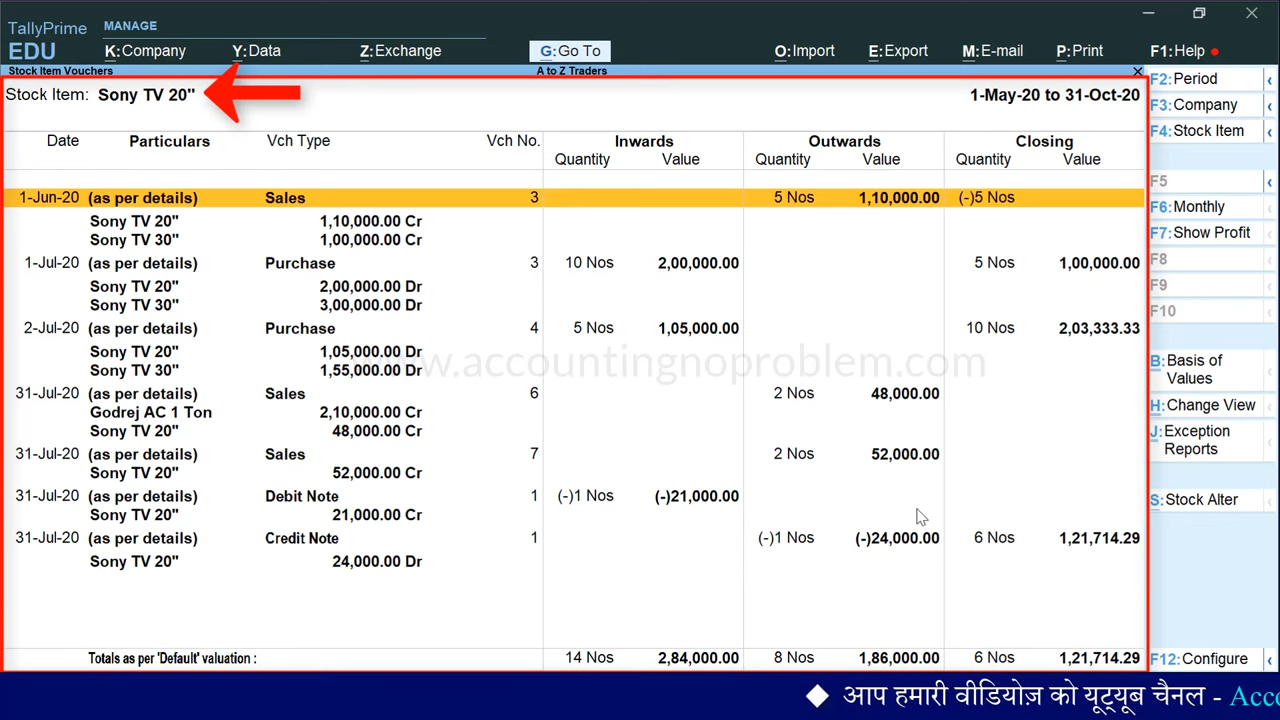 TallyPrime MANAGE
EDU K:Company Y:Data Z:Exchange G:Go To O:Import E:Export M:E-mail P:Print F1:Help
Stock Item Vouchers A to Z Traders
Stock Item: Sony TV 20" 1-May-20 to 31-Oct-20
Date Particulars Vch Type Vch No. Inwards Outwards Closing
Quantity Value Quantity Value Quantity Value
1-Jun-20 (as per details) Sales 3 5 Nos 1,10,000.00 (-)5 Nos
Sony TV 20" 1,10,000.00 Cr
Sony TV 30" 1,00,000.00 Cr
1-Jul-20 (as per details) Purchase 3 10 Nos 2,00,000.00 5 Nos 1,00,000.00
Sony TV 20" 2,00,000.00 Dr
Sony TV 30" 3,00,000.00 Dr
2-Jul-20 (as per details) Purchase 4 5 Nos 1,05,000.00 10 Nos 2,03,333.33
Sony TV 20" 1,05,000.00 Dr
Sony TV 30" 1,55,000.00 Dr
www.accountingnoproblem.com
31-Jul-20 (as per details) Sales 6 2 Nos 48,000.00
Godrej AC 1 Ton 2,10,000.00 Cr
Sony TV 20" 48,000.00 Cr
31-Jul-20 (as per details) Sales 7 2 Nos 52,000.00
Sony TV 20" 52,000.00 Cr
31-Jul-20 (as per details) Debit Note 1 (-)1 Nos (-)21,000.00
Sony TV 20" 21,000.00 Cr
31-Jul-20 (as per details) Credit Note 1 (-)1 Nos (-)24,000.00 6 Nos 1,21,714.29
Sony TV 20" 24,000.00 Dr
Totals as per 'Default' valuation : 14 Nos 2,84,000.00 8 Nos 1,86,000.00 6 Nos 1,21,714.29
F2:Period
F3:Company
F4:Stock Item
F5
F6:Monthly
F7:Show Profit
F8
F9
F10
B:Basis of
Values
H:Change View
J:Exception
Reports
S:Stock Alter
F12:Configure
आप हमारी वीडियोज़ को यूट्यूब चैनल - Acco